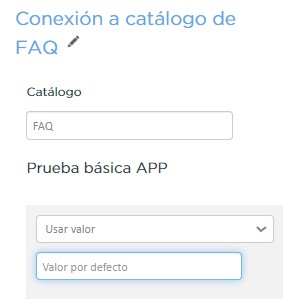 Conexión a catálogo de
FAQ
Catálogo
FAQ
Prueba básica APP
Usar valor
Valor por defecto